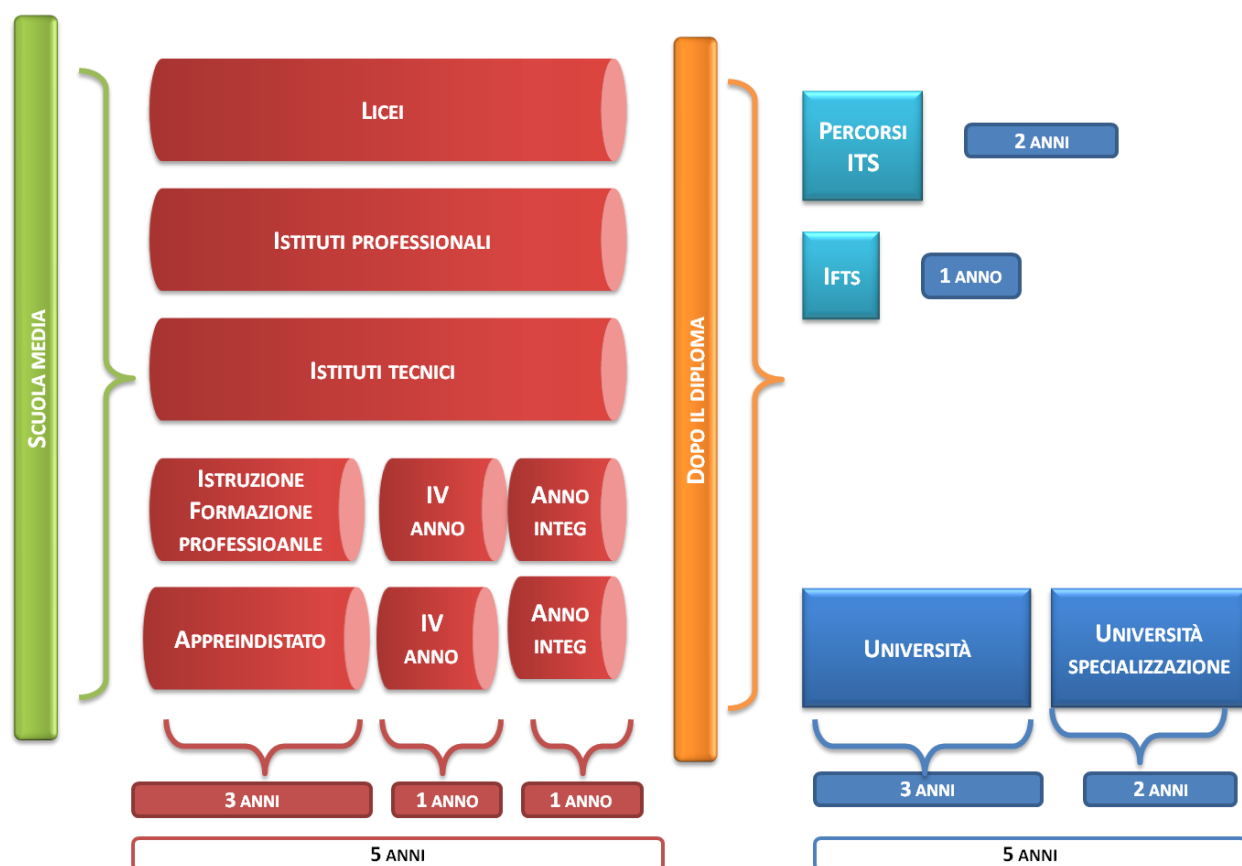 SCUOLA MEDIA
LICEI
ISTITUTI PROFESSIONALI
ISTITUTI TECNICI
ISTRUZIONE
FORMAZIONE
PROFESSIOANLE
IV
ANNO
ANNO
INTEG
APPREINDISTATO
IV
ANNO
ANNO
INTEG
3 ANNI
1 ANNO
1 ANNO
5 ANNI
DOPO IL DIPLOMA
PERCORSI
ITS
2 ANNI
IFTS
1 ANNO
UNIVERSITÀ
UNIVERSITÀ
SPECIALIZZAZIONE
3 ANNI
2 ANNI
5 ANNI